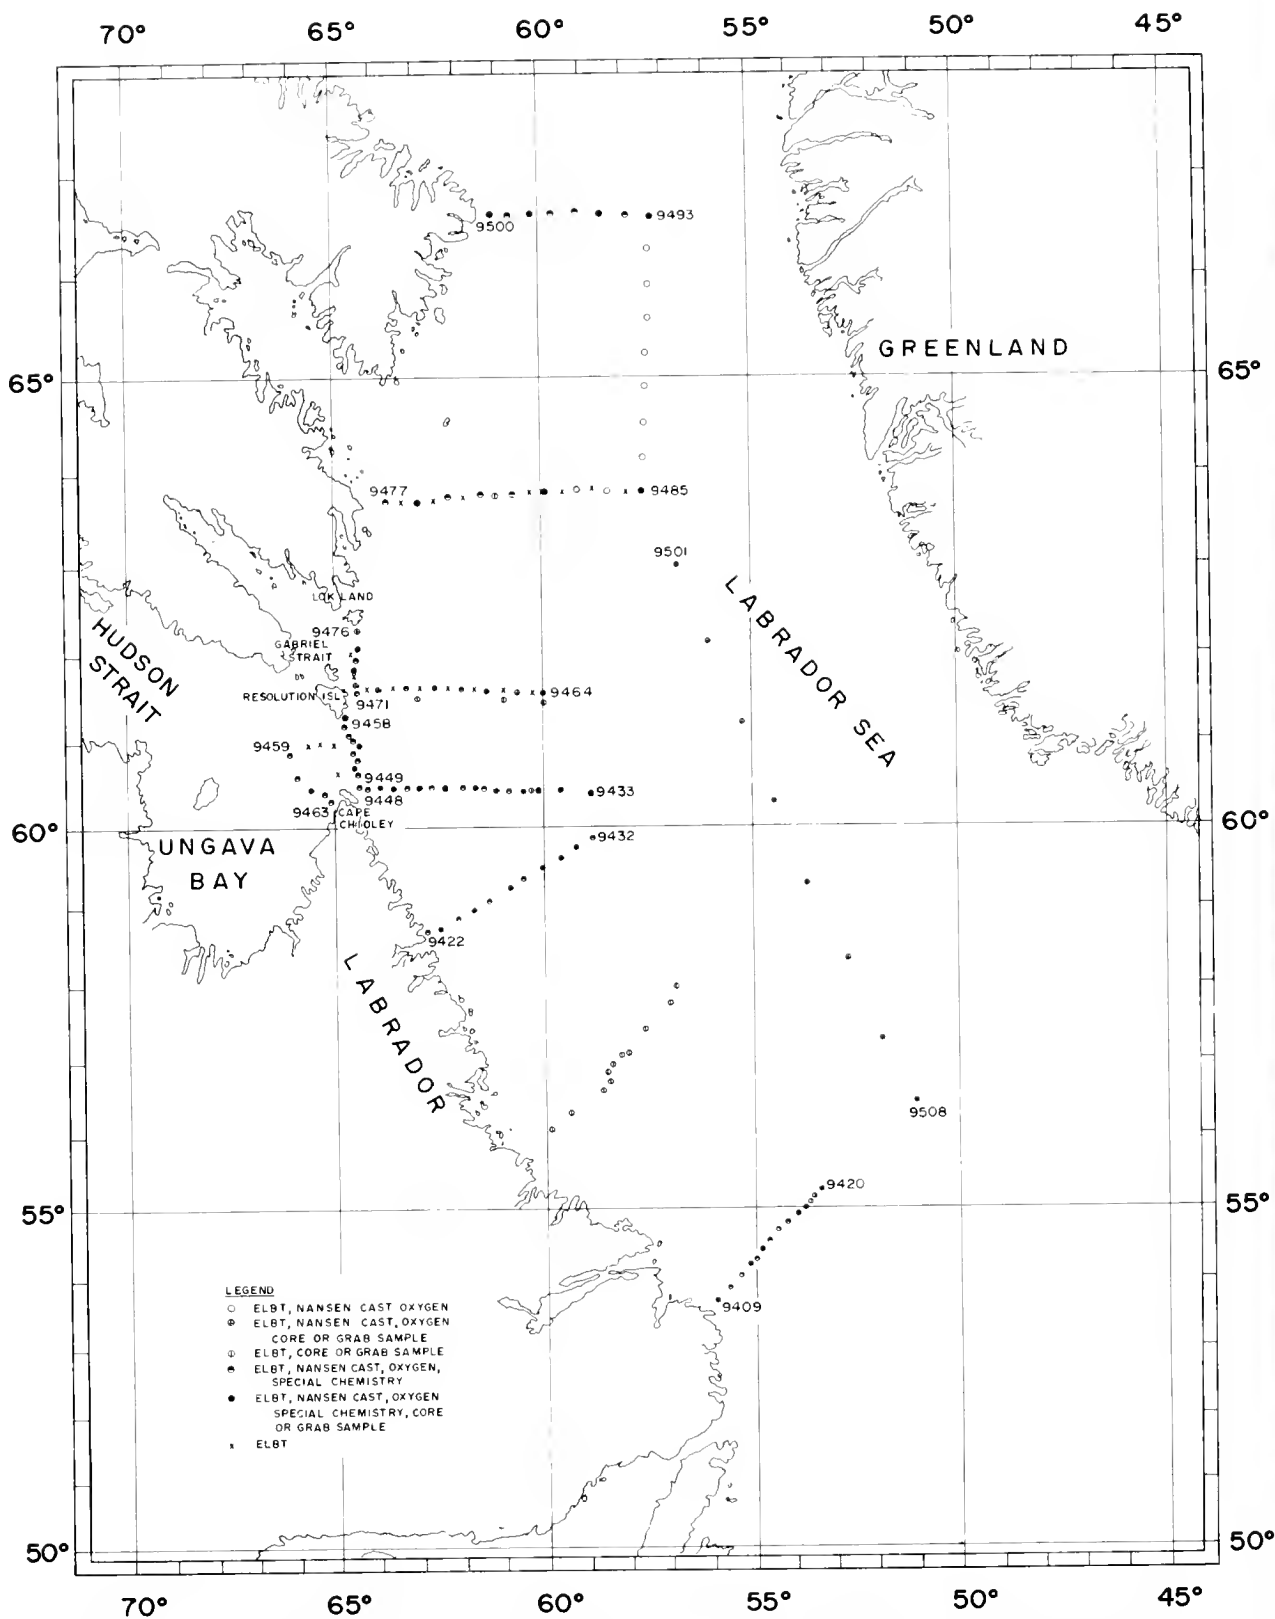 70° 65° 60° 55° 50° 45°
9500
9493
GREENLAND
65°
65°
9477
9485
9501
LOK LAND
LABRADOR SEA
9476
GABRIEL
STRAIT
HUDSON
STRAIT
RESOLUTION ISL.
9464
9471
9458
9459
9449
9448
9433
9463
CAPE
CHIDLEY
9432
60°
60°
UNGAVA
BAY
9422
LABRADOR
9508
9420
55°
55°
9409
LEGEND
ELBT, NANSEN CAST OXYGEN
ELBT, NANSEN CAST, OXYGEN
CORE OR GRAB SAMPLE
ELBT, CORE OR GRAB SAMPLE
ELBT, NANSEN CAST, OXYGEN,
SPECIAL CHEMISTRY
ELBT, NANSEN CAST, OXYGEN
SPECIAL CHEMISTRY, CORE
OR GRAB SAMPLE
x ELBT
50°
50°
70° 65° 60° 55° 50° 45°